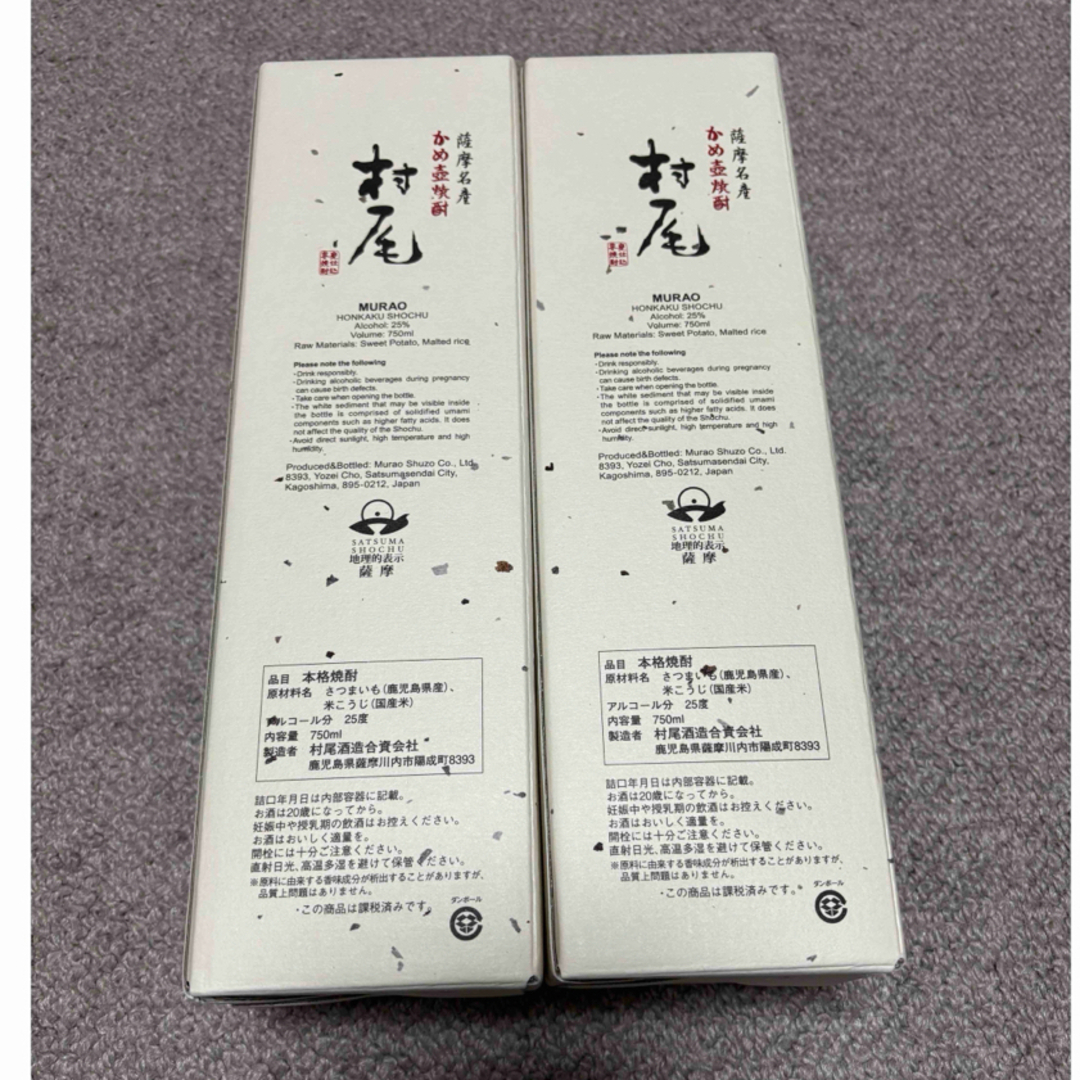 薩摩名産
かめ壺焼酎
村尾
MURAO
HONKAKU SHOCHU
Alcohol: 25%
Volume: 750ml
Raw Materials: Sweet Potato, Malted rice
Please note the following
・Drink responsibly.
・Drinking alcoholic beverages during pregnancy
can cause birth defects.
・Take care when opening the bottle.
・The white sediment that may be visible inside
the bottle is comprised of solidified umami
components such as higher fatty acids. It does
not affect the quality of the Shochu.
・Avoid direct sunlight, high temperature and high
humidity.
Produced&Bottled: Murao Shuzo Co., Ltd.
8393, Yozei Cho, Satsumasendai City,
Kagoshima, 895-0212, Japan
SATSUMA
SHOCHU
地理的表示
薩摩
品目 本格焼酎
原材料名 さつまいも(鹿児島県産)、
米こうじ(国産米)
アルコール分 25度
内容量 750ml
製造者 村尾酒造合資会社
鹿児島県薩摩川内市陽成町8393
詰口年月日は内部容器に記載。
お酒は20歳になってから。
妊娠中や授乳期の飲酒はお控えください。
お酒はおいしく適量を。
開栓には十分ご注意ください。
直射日光、高温多湿を避けて保管ください。
※原料に由来する香味成分が析出することがありますが、
品質上問題はありません。
・この商品は課税済みです。
ダンボール
薩摩名産
かめ壺焼酎
村尾
MURAO
HONKAKU SHOCHU
Alcohol: 25%
Volume: 750ml
Raw Materials: Sweet Potato, Malted rice
Please note the following
・Drink responsibly.
・Drinking alcoholic beverages during pregnancy
can cause birth defects.
・Take care when opening the bottle.
・The white sediment that may be visible inside
the bottle is comprised of solidified umami
components such as higher fatty acids. It does
not affect the quality of the Shochu.
・Avoid direct sunlight, high temperature and high
humidity.
Produced&Bottled: Murao Shuzo Co., Ltd.
8393, Yozei Cho, Satsumasendai City,
Kagoshima, 895-0212, Japan
SATSUMA
SHOCHU
地理的表示
薩摩
品目 本格焼酎
原材料名 さつまいも(鹿児島県産)、
米こうじ(国産米)
アルコール分 25度
内容量 750ml
製造者 村尾酒造合資会社
鹿児島県薩摩川内市陽成町8393
詰口年月日は内部容器に記載。
お酒は20歳になってから。
妊娠中や授乳期の飲酒はお控えください。
お酒はおいしく適量を。
開栓には十分ご注意ください。
直射日光、高温多湿を避けて保管ください。
※原料に由来する香味成分が析出することがありますが、
品質上問題はありません。
・この商品は課税済みです。
ダンボール